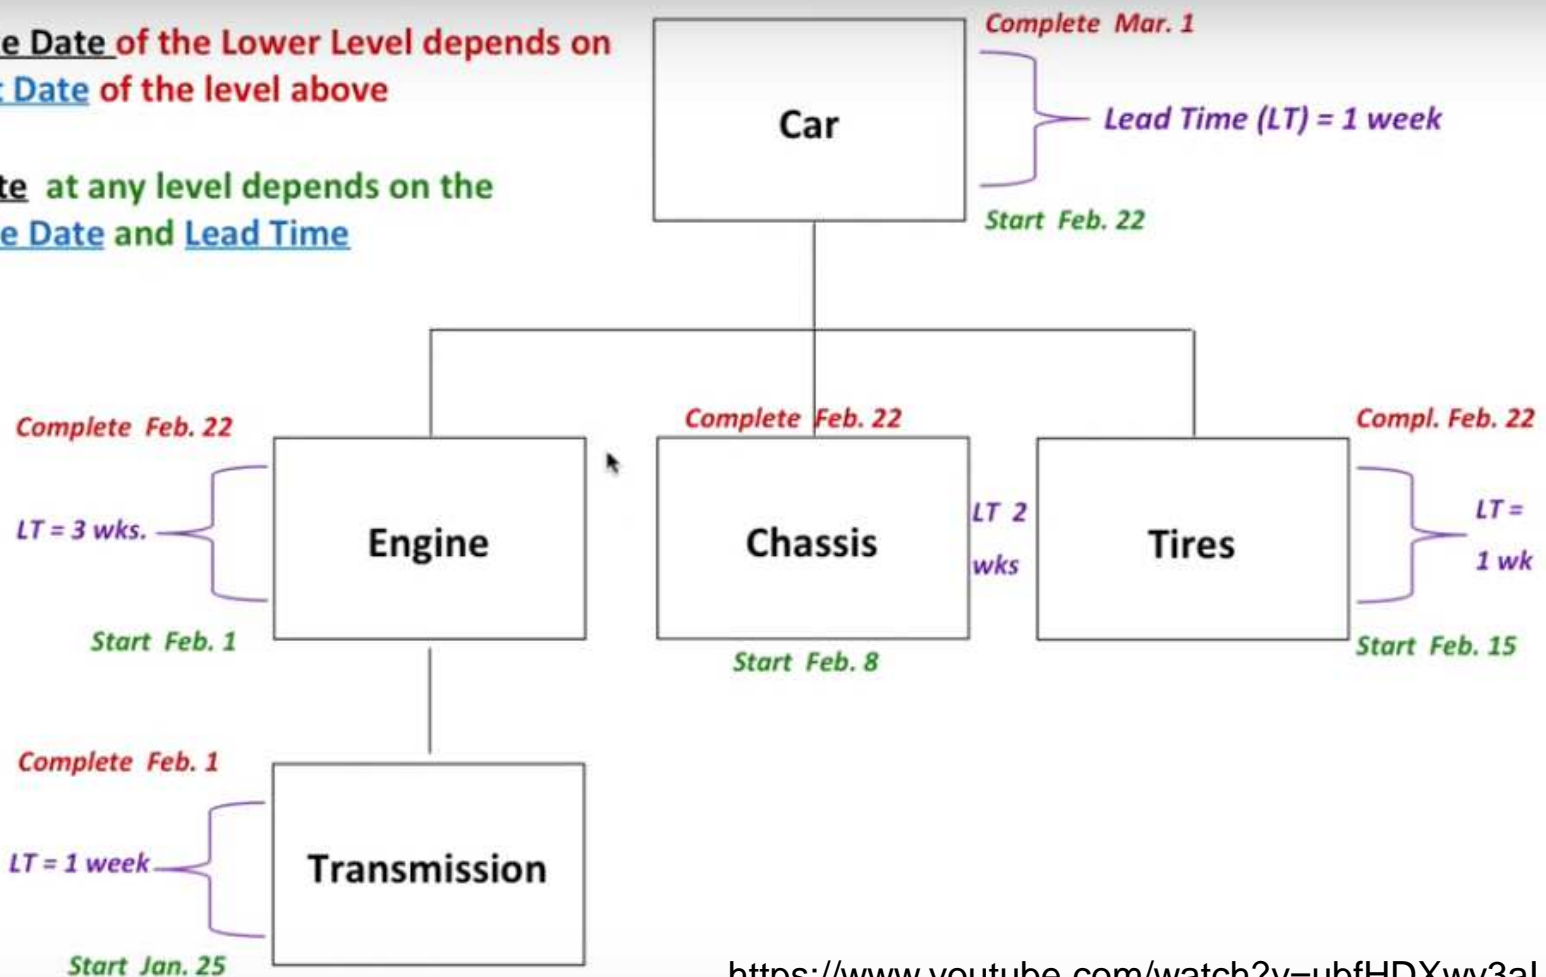 e Date of the Lower Level depends on
t Date of the level above
te at any level depends on the
e Date and Lead Time
Complete Mar. 1
Car
Lead Time (LT) = 1 week
Start Feb. 22
Complete Feb. 22
LT = 3 wks.
Engine
Start Feb. 1
Complete Feb. 22
Chassis
LT 2
wks
Start Feb. 8
Compl. Feb. 22
Tires
LT =
1 wk
Start Feb. 15
Complete Feb. 1
LT = 1 week
Transmission
Start Jan. 25